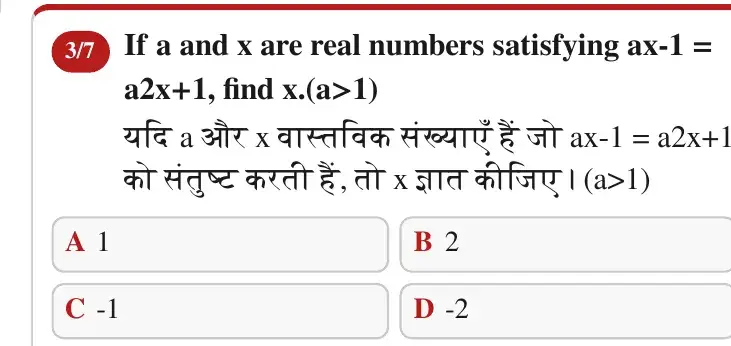 3/7 If a and x are real numbers satisfying ax-1 =
a2x+1, find x.(a>1)
यदि a और x वास्तविक संख्याएँ हैं जो ax-1 = a2x+1
को संतुष्ट करती हैं, तो x ज्ञात कीजिए। (a>1)
A 1
B 2
C -1
D -2